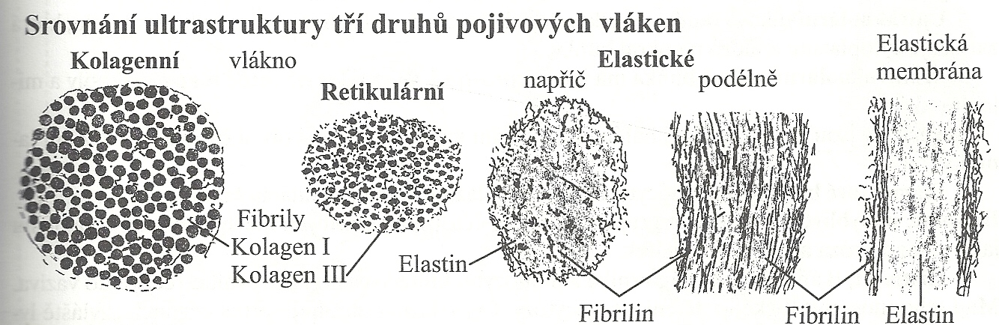 Srovnání ultrastruktury tří druhů pojivových vláken
Kolagenní vlákno
Retikulární
Elastické
napříč
podélně
Elastická
membrána
Fibrily
Kolagen I
Kolagen III
Elastin
Fibrilin
Fibrilin
Elastin